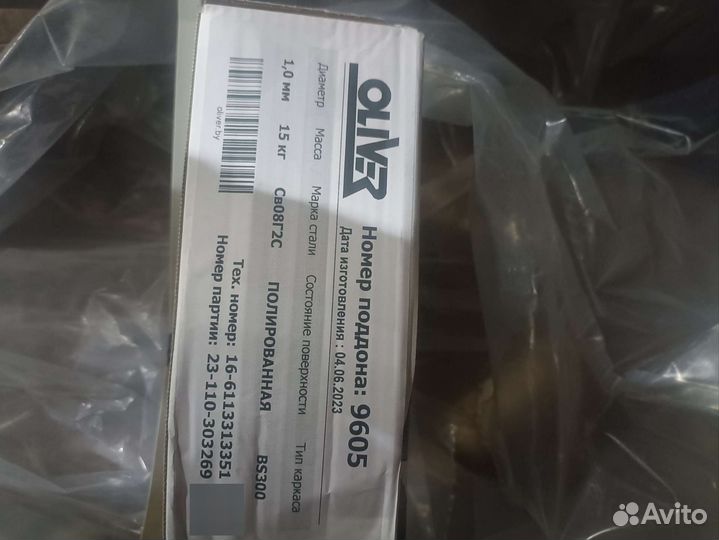 OLIVER
Номер поддона: 9605
Дата изготовления : 04.06.2023
Диаметр Масса Марка стали Состояние поверхности Тип каркаса
1,0 мм 15 кг Св08Г2С ПОЛИРОВАННАЯ BS300
oliver.by
Тех. номер: 16-6113313351
Номер партии: 23-110-303269
Avito